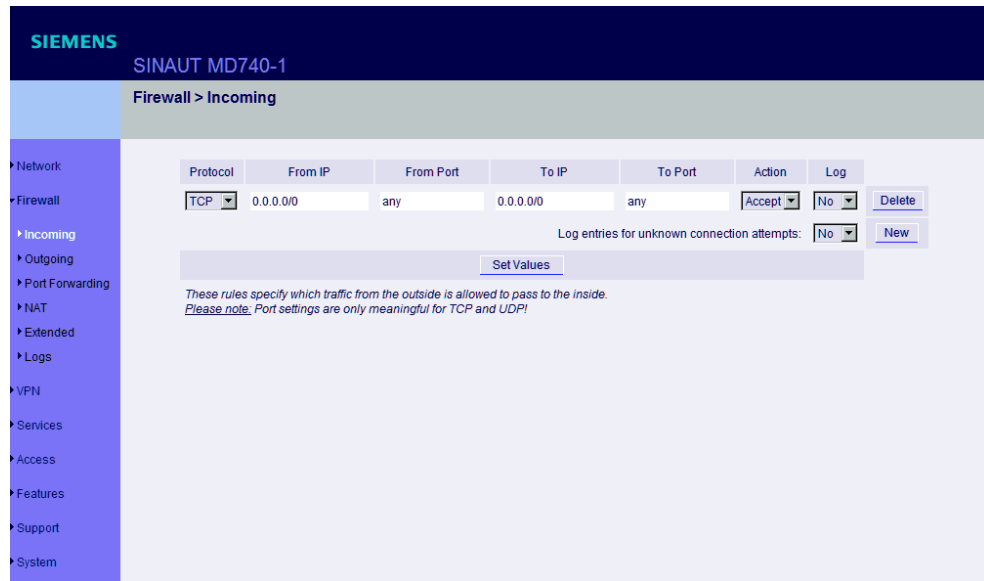 SIEMENS
SINAUT MD740-1
Firewall > Incoming
Network
Firewall
Incoming
Outgoing
Port Forwarding
NAT
Extended
Logs
VPN
Services
Access
Features
Support
System
Protocol From IP From Port To IP To Port Action Log
TCP 0.0.0.0/0 any 0.0.0.0/0 any Accept No Delete
Log entries for unknown connection attempts: No New
Set Values
These rules specify which traffic from the outside is allowed to pass to the inside.
Please note: Port settings are only meaningful for TCP and UDP!